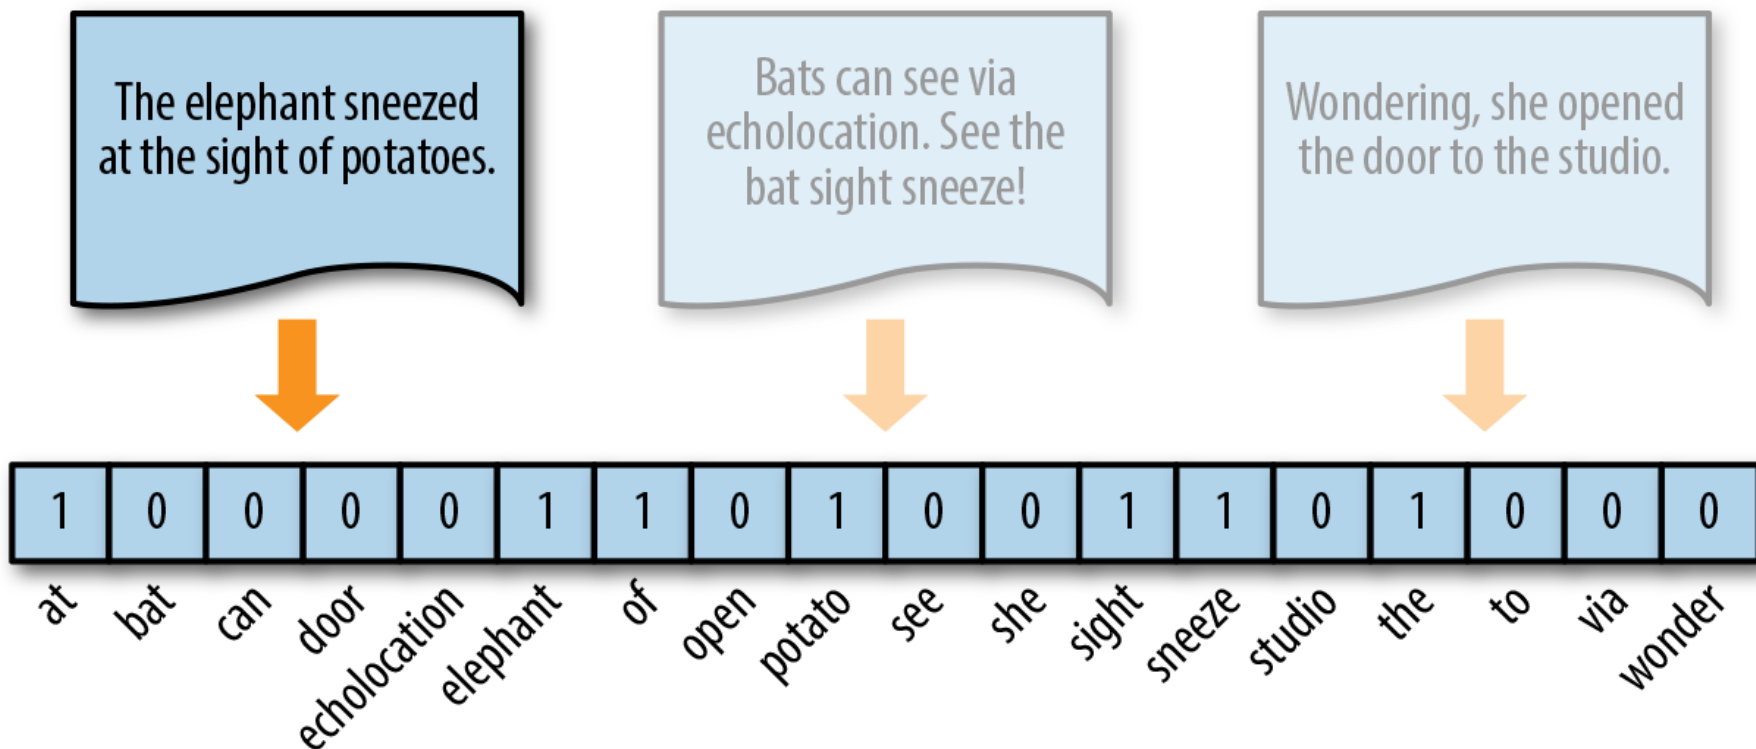 The elephant sneezed
at the sight of potatoes.
Bats can see via
echolocation. See the
bat sight sneeze!
Wondering, she opened
the door to the studio.
1 0 0 0 0 1 1 0 1 0 0 1 1 0 1 0 0 0
at bat can door echolocation elephant of open potato see she sight sneeze studio the to via wonder